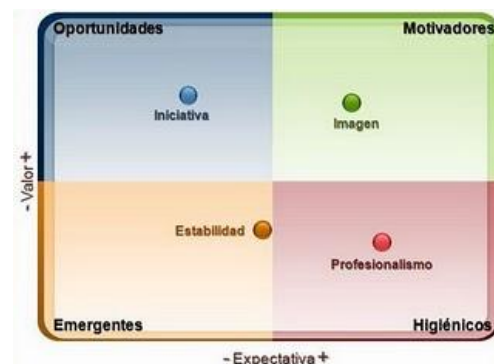 Oportunidades
Motivadores
Iniciativa
Imagen
- Valor +
Estabilidad
Profesionalismo
Emergentes
Higiénicos
- Expectativa +